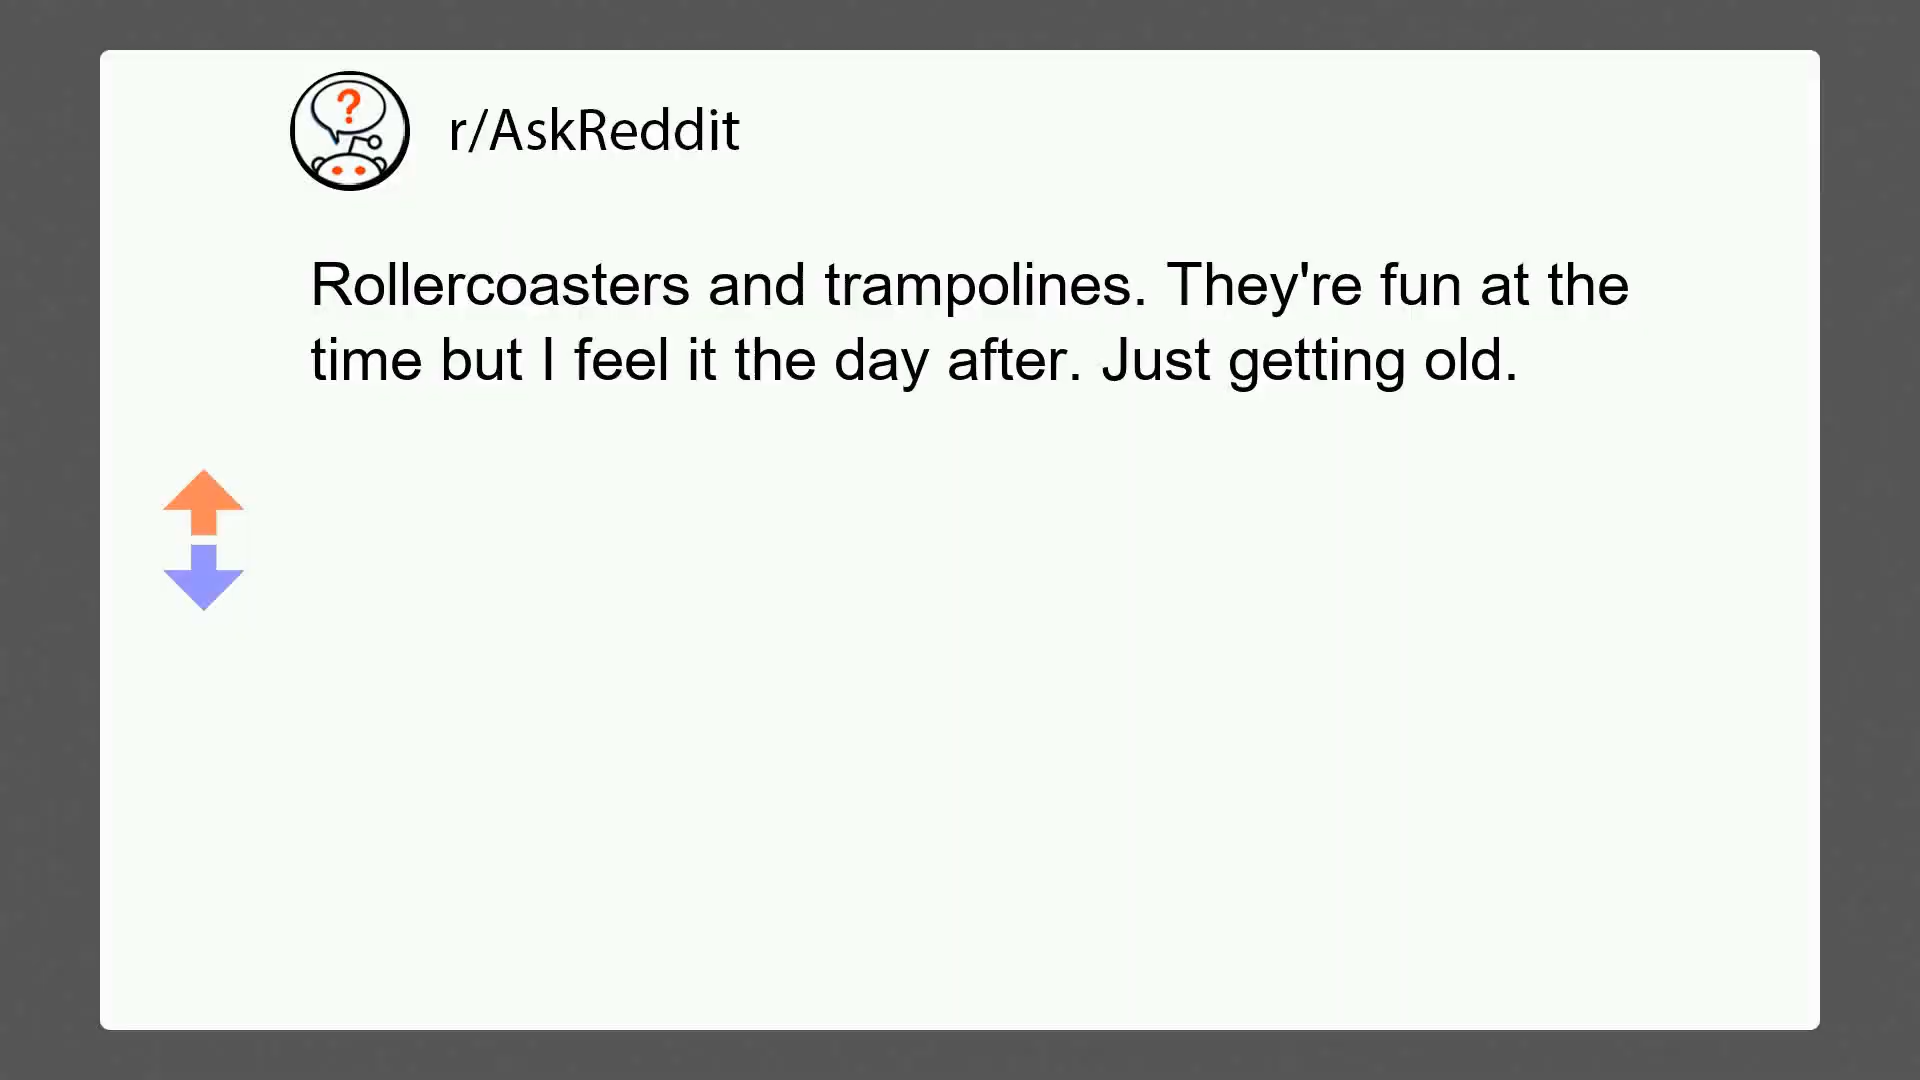 r/AskReddit
Rollercoasters and trampolines. They're fun at the
time but I feel it the day after. Just getting old.